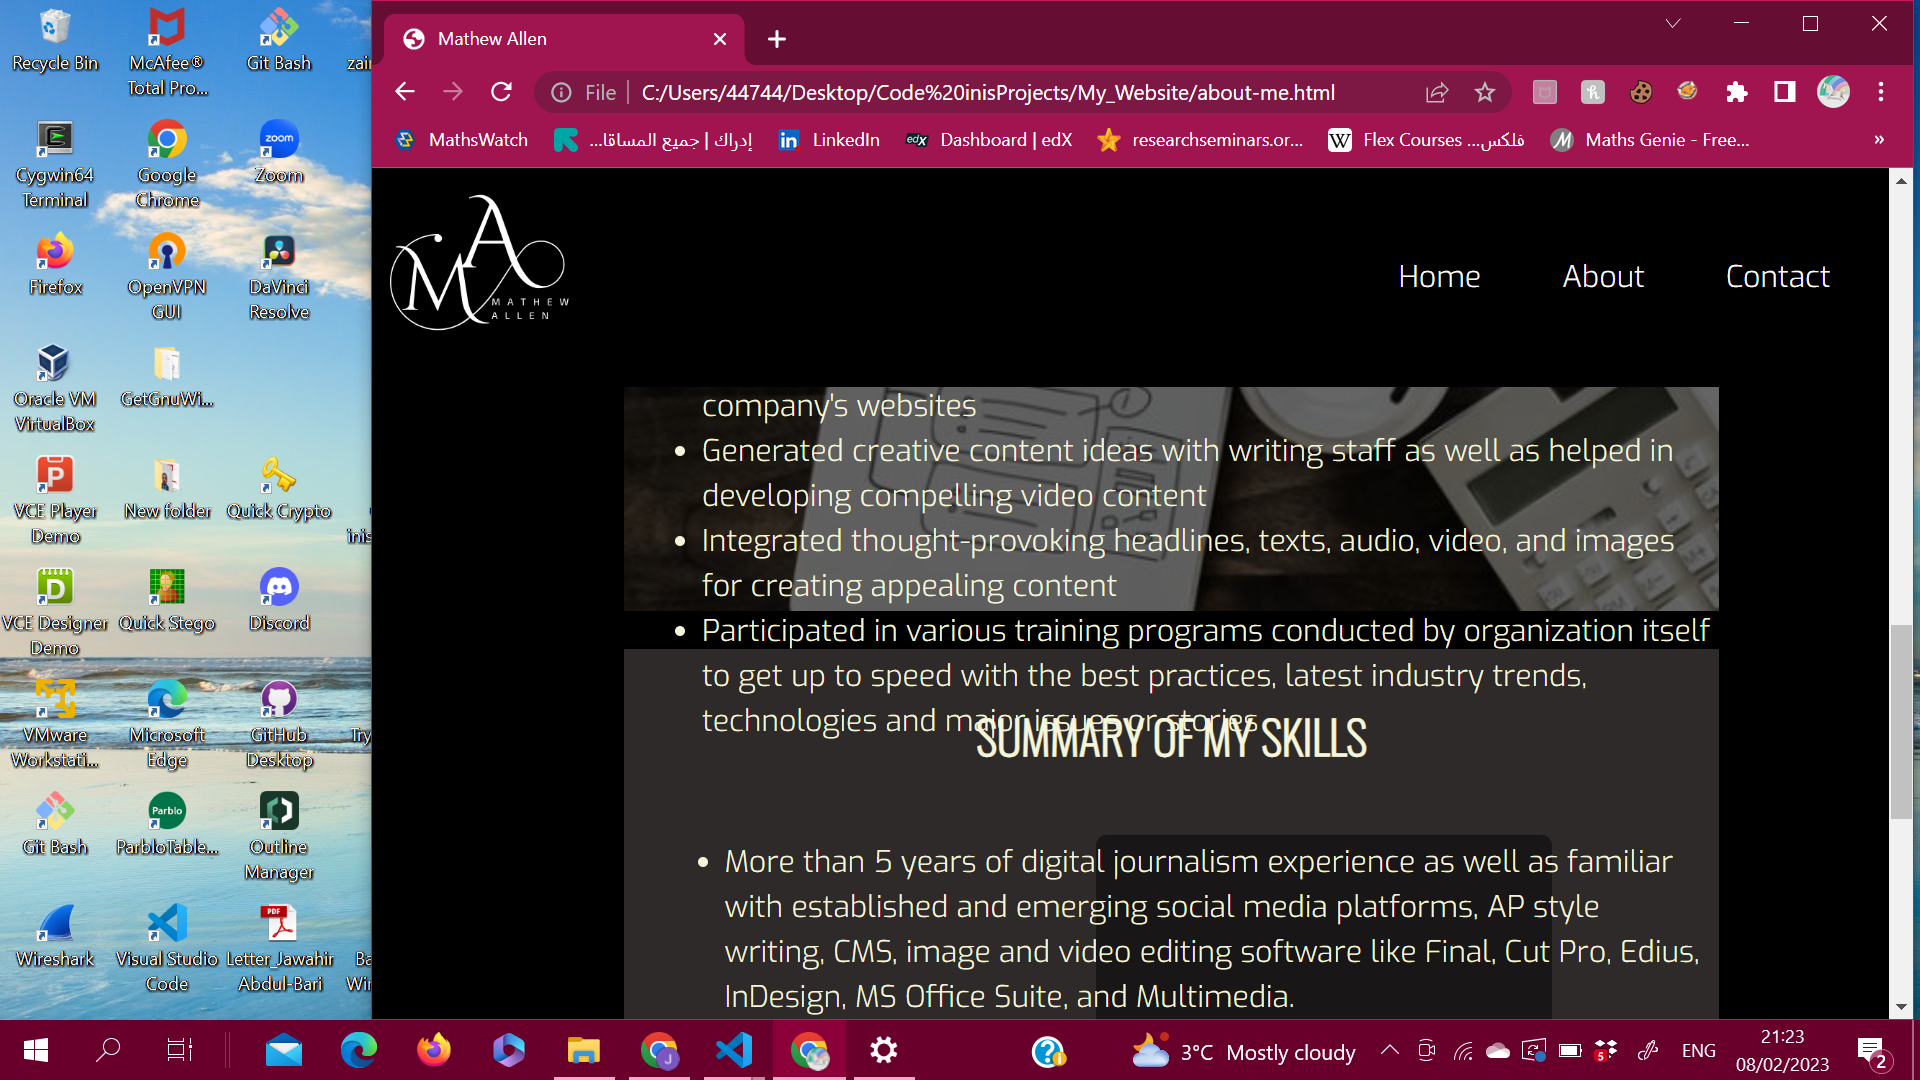 Recycle Bin
McAfee®
Total Pro...
Git Bash
zai
Cygwin64
Terminal
Google
Chrome
Zoom
Firefox
OpenVPN
GUI
DaVinci
Resolve
Oracle VM
VirtualBox
GetGnuWi...
VCE Player
Demo
New folder
Quick Crypto
inis
VCE Designer
Demo
Quick Stego
Discord
VMware
Workstati...
Microsoft
Edge
GitHub
Desktop
Try
Git Bash
Parblo
ParbloTable...
Outline
Manager
Wireshark
Visual Studio
Code
PDF
Letter_Jawahir
Abdul-Bari
Ba
Wi
zoom
Mathew Allen
File
C:/Users/44744/Desktop/Code%20inisProjects/My_Website/about-me.html
MathsWatch
إدراك | جميع المساقا...
LinkedIn
edX
Dashboard | edX
researchseminars.or...
Flex Courses ...فلكس
Maths Genie - Free...
MA
MATHEW
ALLEN
Home
About
Contact
company's websites
Generated creative content ideas with writing staff as well as helped in
developing compelling video content
Integrated thought-provoking headlines, texts, audio, video, and images
for creating appealing content
Participated in various training programs conducted by organization itself
to get up to speed with the best practices, latest industry trends,
technologies and major issues or stories
SUMMARY OF MY SKILLS
More than 5 years of digital journalism experience as well as familiar
with established and emerging social media platforms, AP style
writing, CMS, image and video editing software like Final, Cut Pro, Edius,
InDesign, MS Office Suite, and Multimedia.
3°C Mostly cloudy
5
ENG
21:23
08/02/2023
2